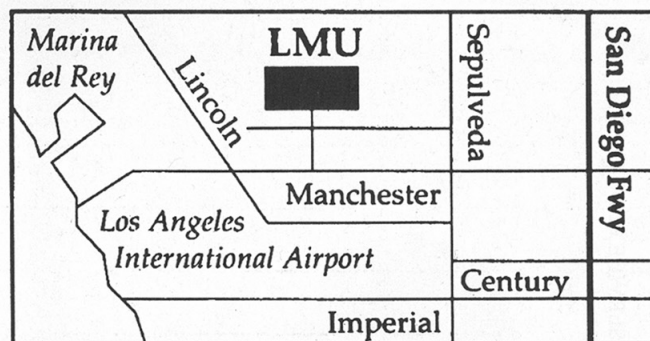 Marina
del Rey
LMU
Lincoln
Sepulveda
San Diego Fwy
Manchester
Los Angeles
International Airport
Century
Imperial